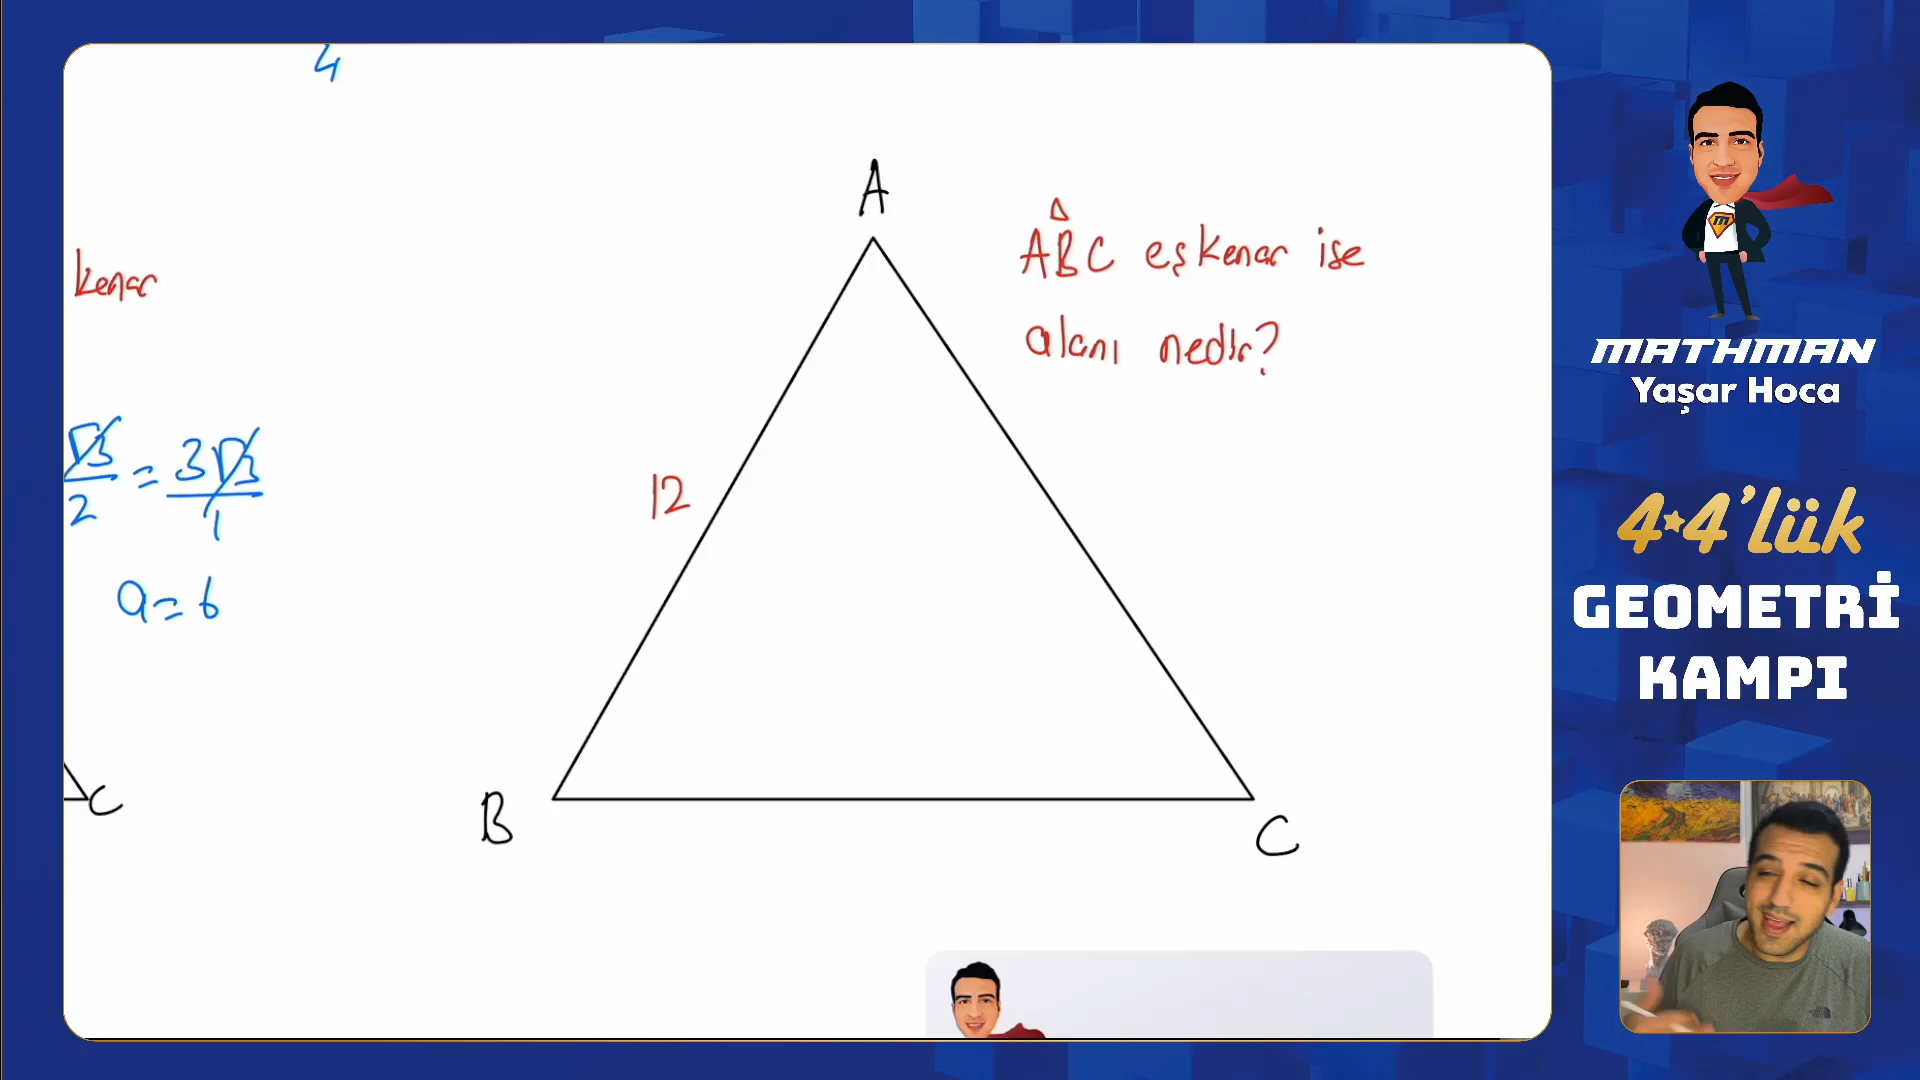 4
A
△
ABC eşkenar ise
alanı nedir?
kenar
√3/2 = 3√3/1
a = 6
12
B
C
C
MATHMAN
Yaşar Hoca
4★4'lük
GEOMETRİ
KAMPI